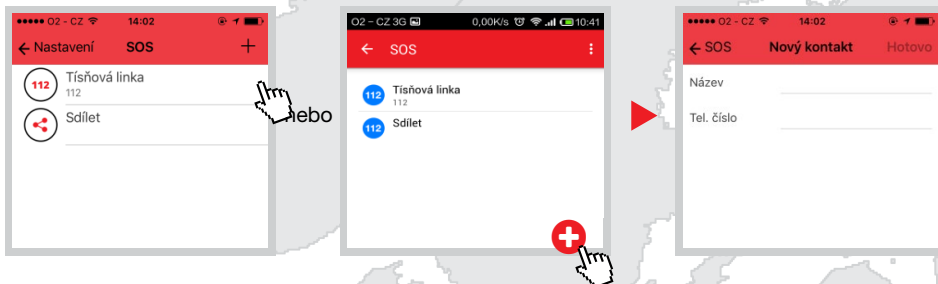 O2 - CZ 14:02
Nastavení SOS +
112 Tísňová linka
112
Sdílet
nebo
O2 – CZ 3G 0,00K/s 10:41
SOS
112 Tísňová linka
112
112 Sdílet
O2 - CZ 14:02
SOS Nový kontakt Hotovo
Název
Tel. číslo